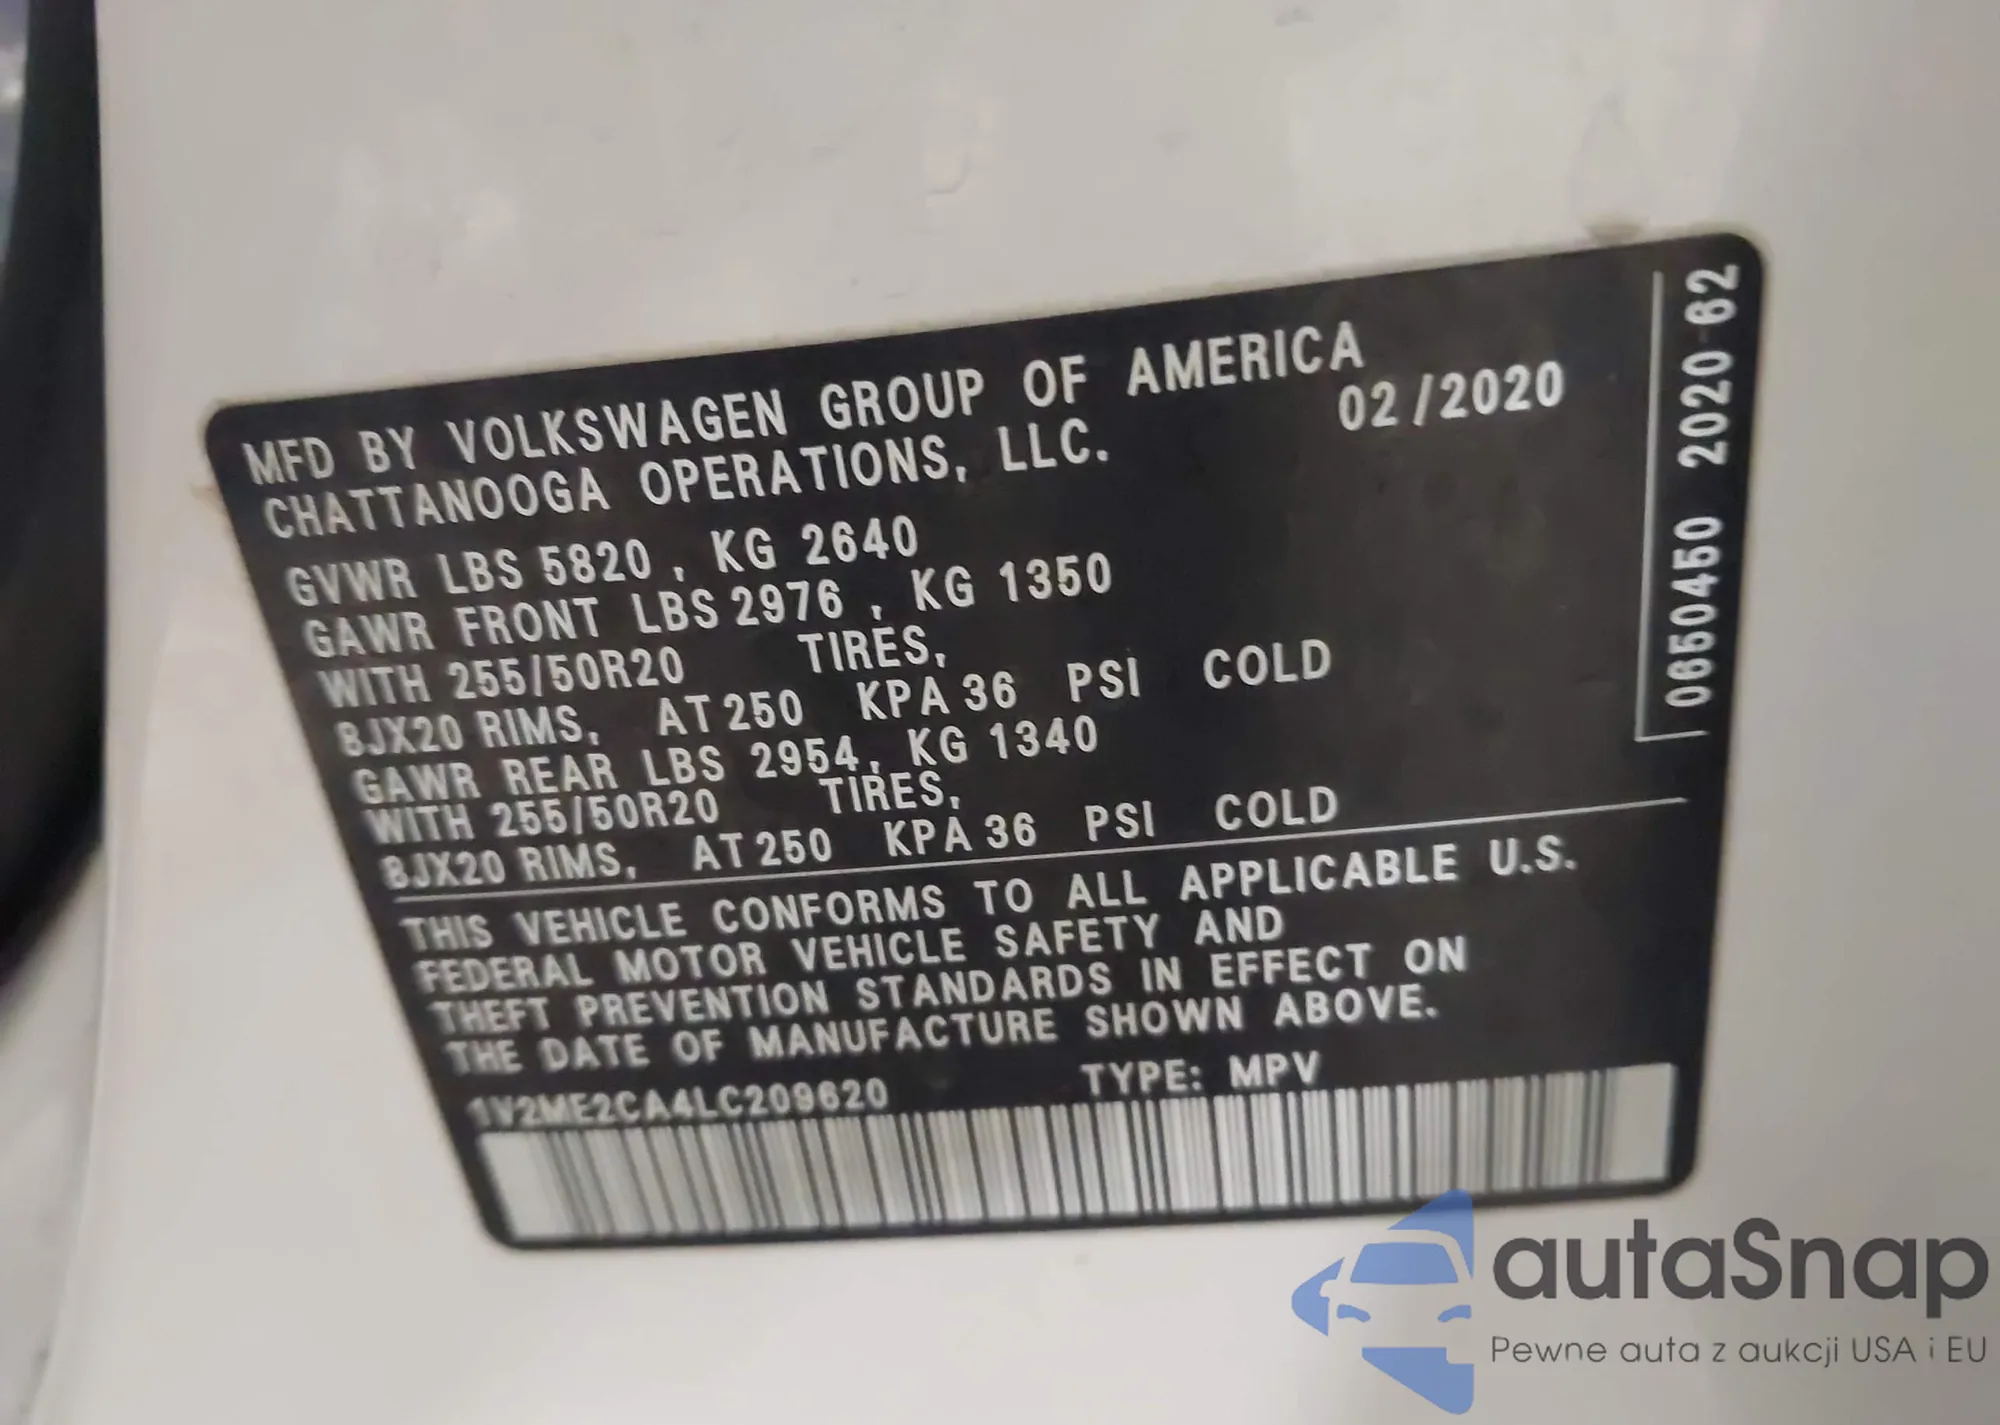 MFD BY VOLKSWAGEN GROUP OF AMERICA
CHATTANOOGA OPERATIONS, LLC. 02/2020
GVWR LBS 5820 , KG 2640
GAWR FRONT LBS 2976 , KG 1350
WITH 255/50R20 TIRES,
8JX20 RIMS, AT 250 KPA 36 PSI COLD
GAWR REAR LBS 2954, KG 1340
WITH 255/50R20 TIRES,
8JX20 RIMS, AT 250 KPA 36 PSI COLD
THIS VEHICLE CONFORMS TO ALL APPLICABLE U.S.
FEDERAL MOTOR VEHICLE SAFETY AND
THEFT PREVENTION STANDARDS IN EFFECT ON
THE DATE OF MANUFACTURE SHOWN ABOVE.
1V2ME2CA4LC209620 TYPE: MPV
0650450 2020 62
autaSnap
Pewne auta z aukcji USA i EU